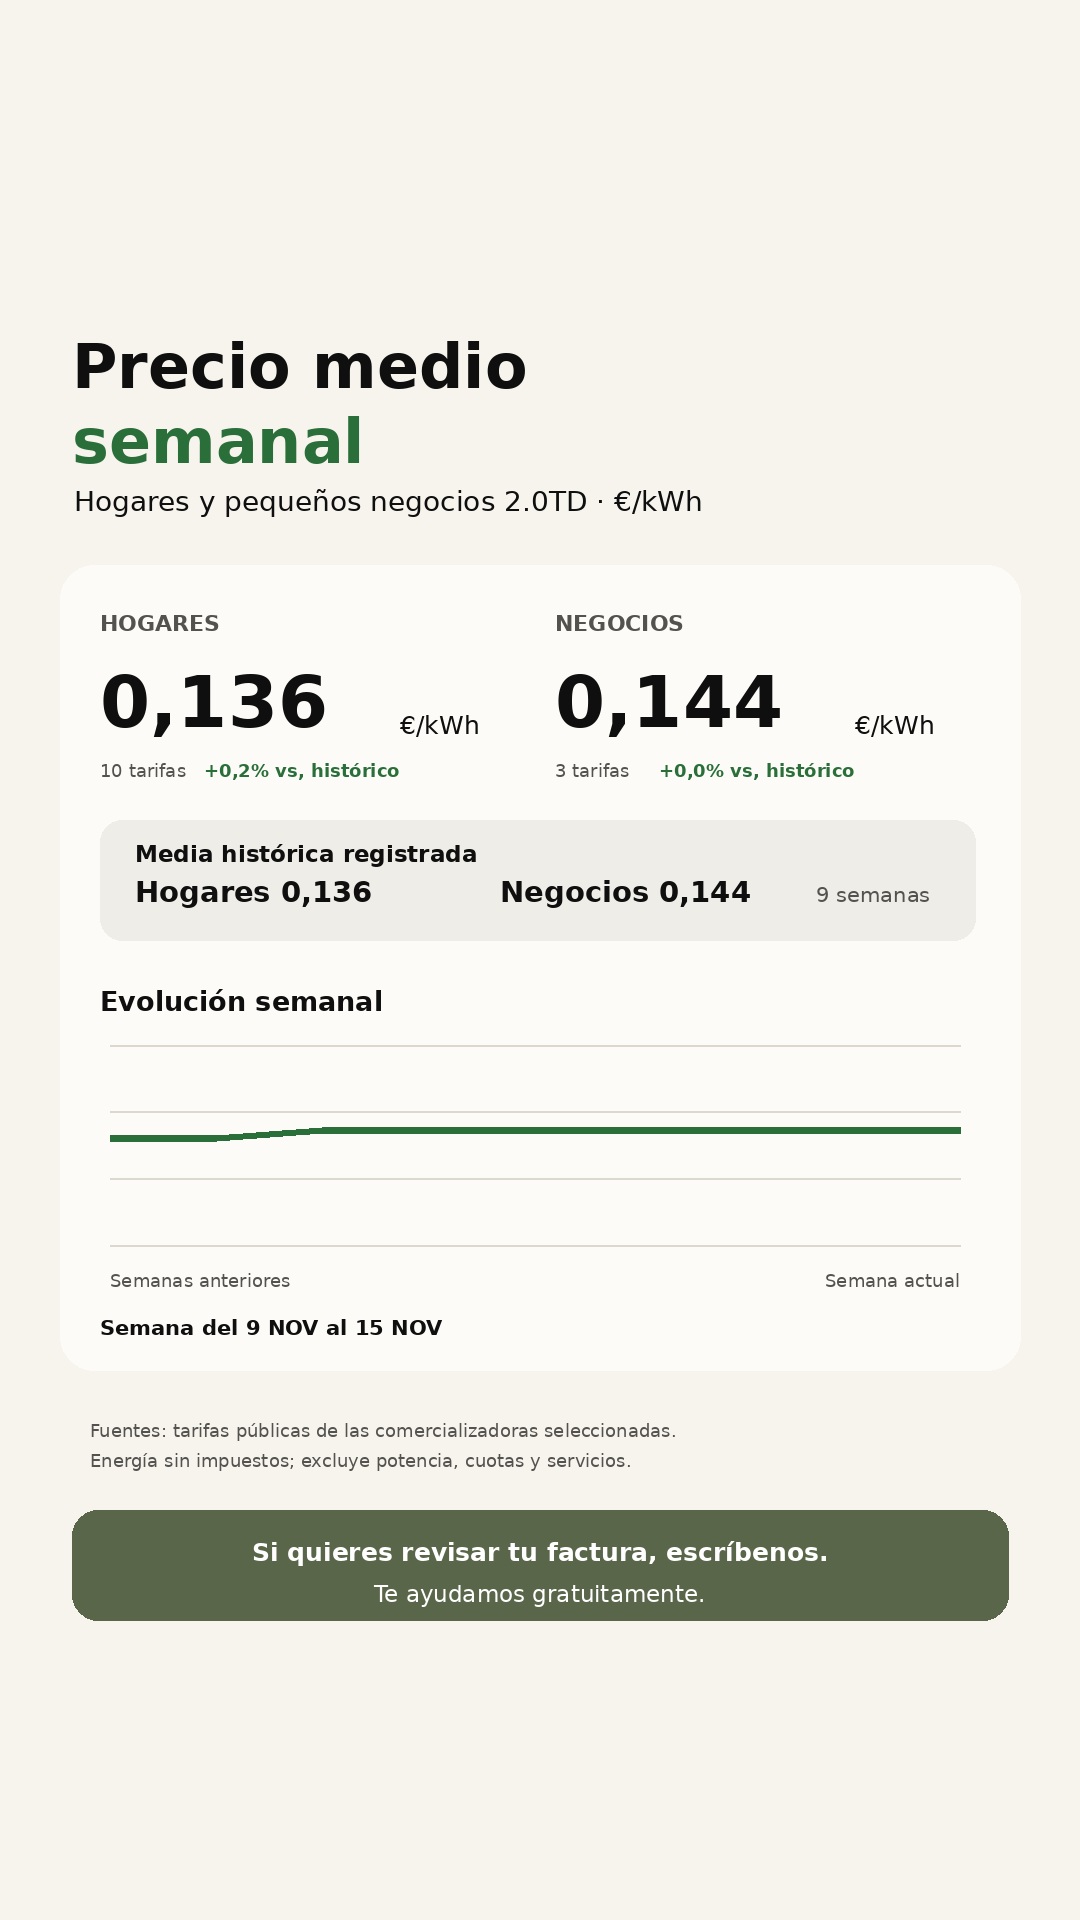 Precio medio
semanal
Hogares y pequeños negocios 2.0TD · €/kWh
HOGARES
0,136 €/kWh
10 tarifas +0,2% vs, histórico
NEGOCIOS
0,144 €/kWh
3 tarifas +0,0% vs, histórico
Media histórica registrada
Hogares 0,136 Negocios 0,144 9 semanas
Evolución semanal
Semanas anteriores Semana actual
Semana del 9 NOV al 15 NOV
Fuentes: tarifas públicas de las comercializadoras seleccionadas.
Energía sin impuestos; excluye potencia, cuotas y servicios.
Si quieres revisar tu factura, escríbenos.
Te ayudamos gratuitamente.